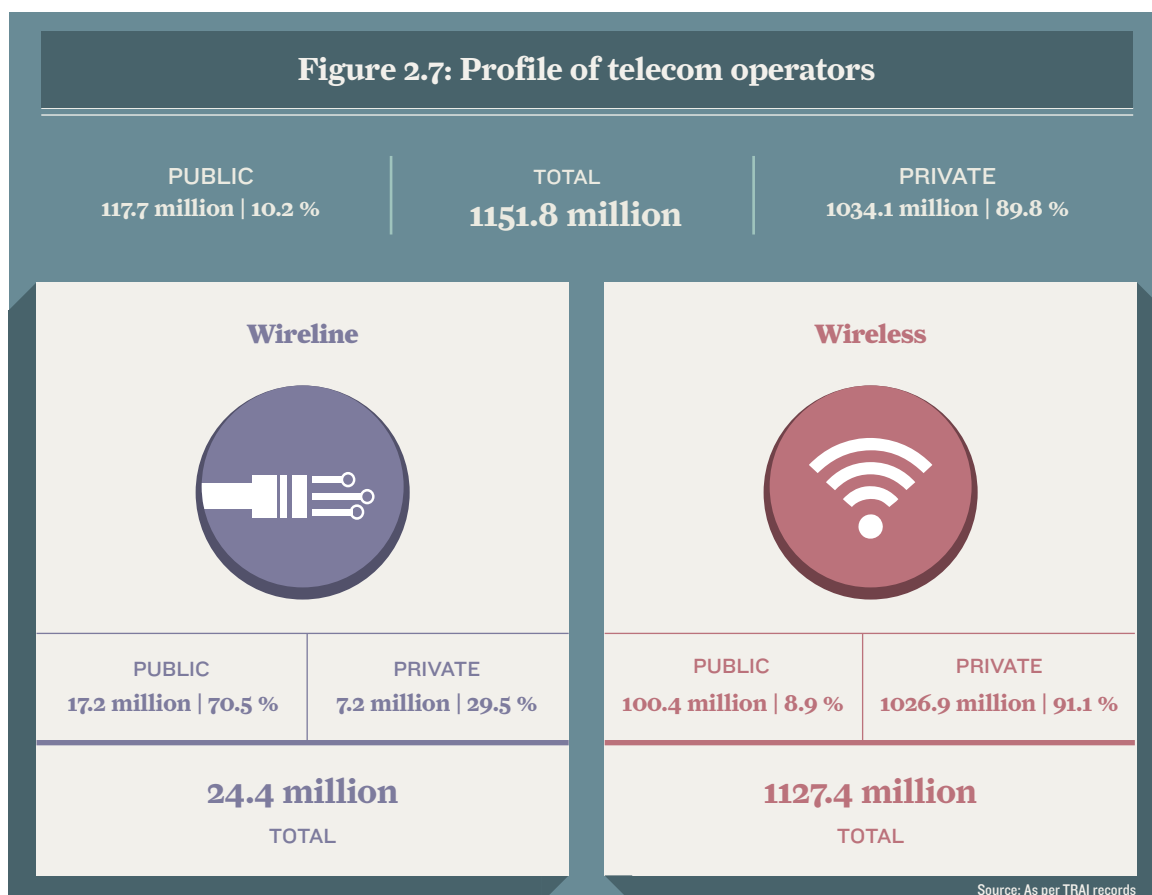 Figure 2.7: Profile of telecom operators
PUBLIC
117.7 million | 10.2 %
TOTAL
1151.8 million
PRIVATE
1034.1 million | 89.8 %
Wireline
PUBLIC
17.2 million | 70.5 %
PRIVATE
7.2 million | 29.5 %
24.4 million
TOTAL
Wireless
PUBLIC
100.4 million | 8.9 %
PRIVATE
1026.9 million | 91.1 %
1127.4 million
TOTAL
Source: As per TRAI records